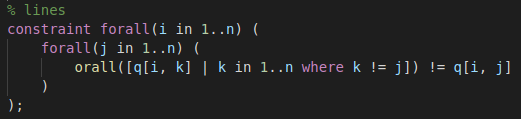 % lines
constraint forall(i in 1..n) (
    forall(j in 1..n) (
        orall([q[i, k] | k in 1..n where k != j]) != q[i, j]
    )
);